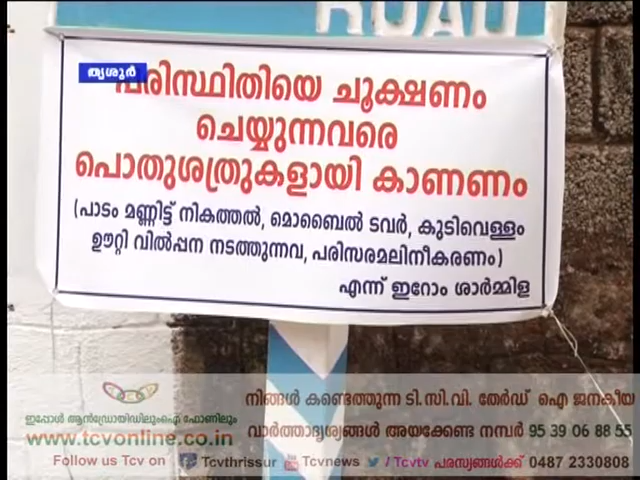 ROAD
തൃശൂർ
പരിസ്ഥിതിയെ ചൂക്ഷണം
ചെയ്യുന്നവരെ
പൊതുശത്രുകളായി കാണണം
(പാടം മണ്ണിട്ട് നികത്തൽ, മൊബൈൽ ടവർ, കുടിവെള്ളം
ഊറ്റി വിൽപ്പന നടത്തുന്നവ, പരിസരമലിനീകരണം)
എന്ന് ഇറോം ശാർമ്മിള
നിങ്ങൾ കണ്ടെത്തുന്ന ടി.സി.വി. തേർഡ് ഐ ജനകീയ
ഇപ്പോൾ ആൻഡ്രോയിഡിലുംഐ ഫോണിലും
www.tcvonline.co.in
വാർത്താദൃശ്യങ്ങൾ അയക്കേണ്ട നമ്പർ 95 39 06 88 55
Follow us Tcv on Tcvthrissur Tcvnews / Tcvtv പരസ്യങ്ങൾക്ക് 0487 2330808